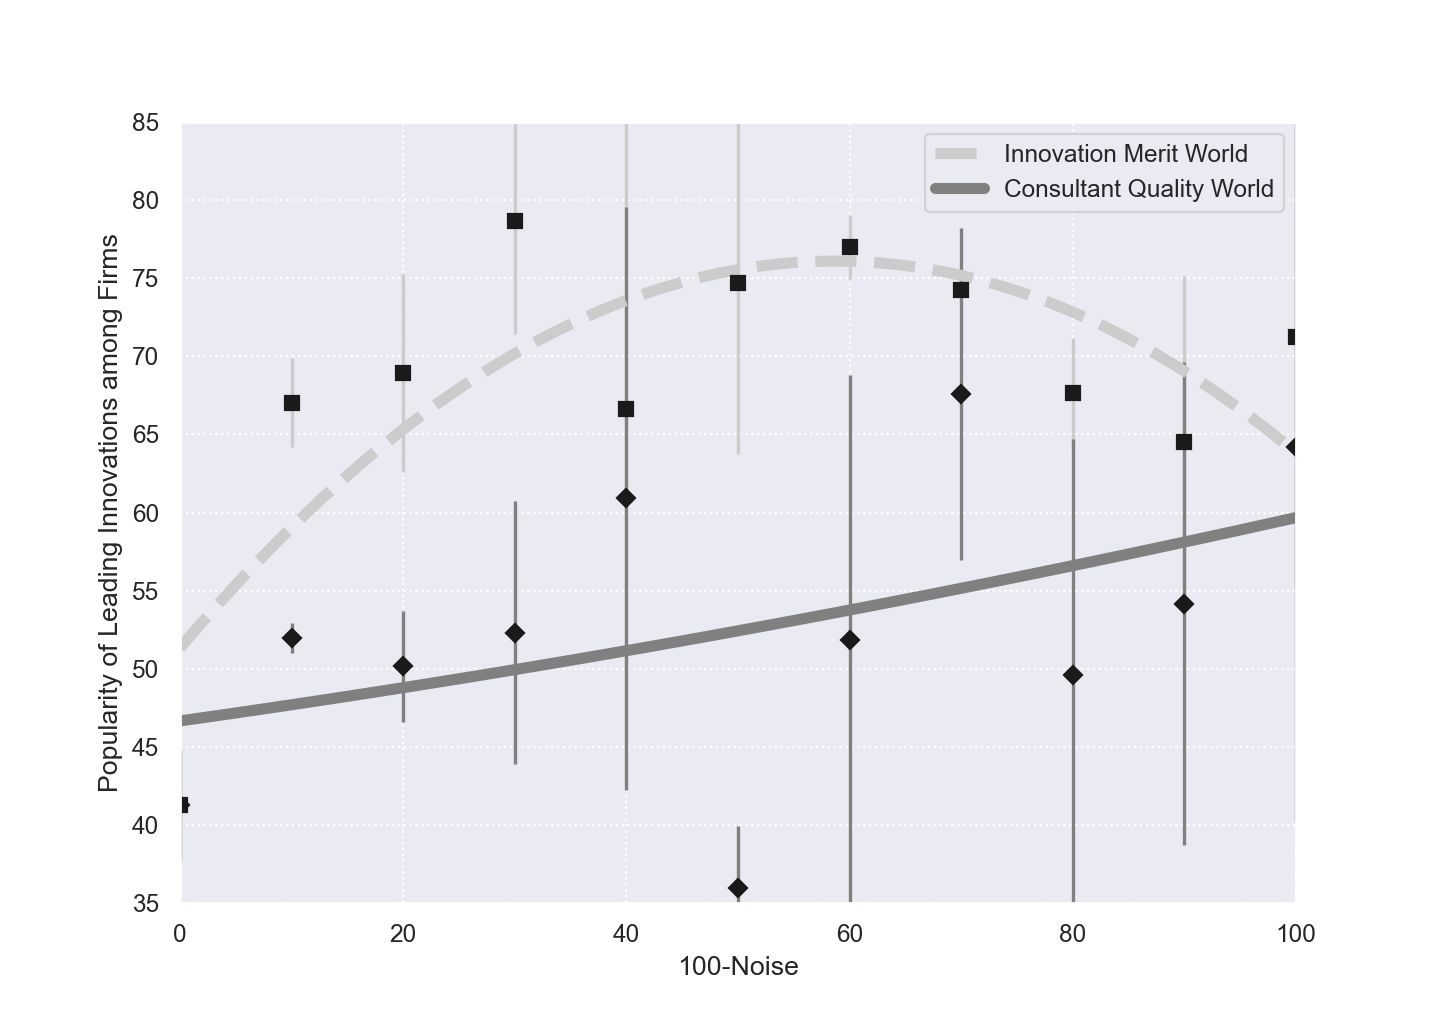 Innovation Merit World
Consultant Quality World
Popularity of Leading Innovations among Firms
85
80
75
70
65
60
55
50
45
40
35
0 20 40 60 80 100
100-Noise